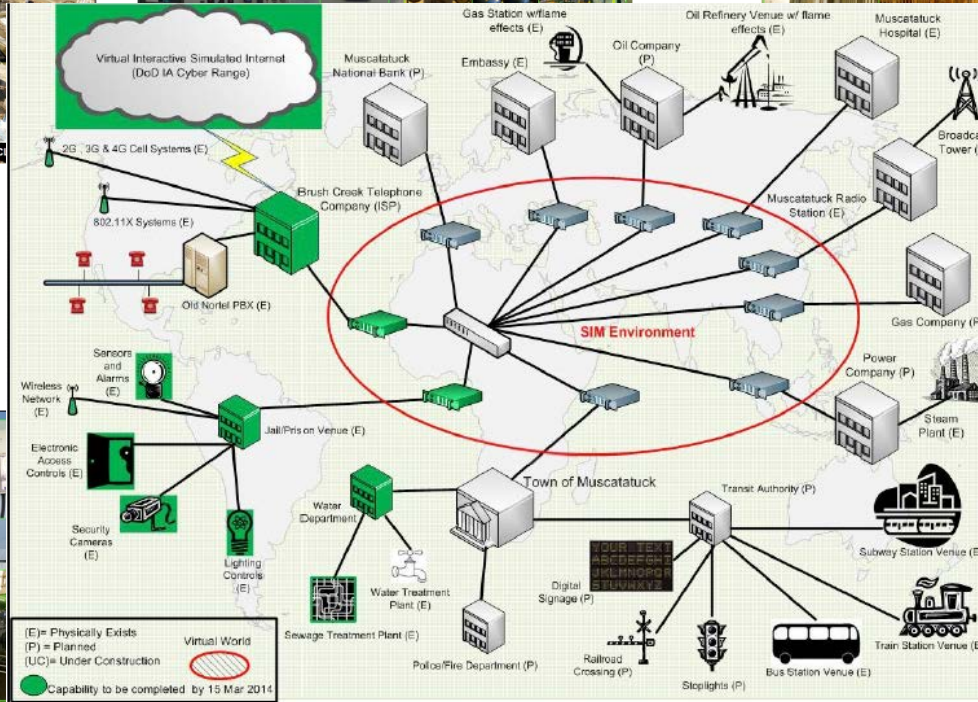 Virtual Interactive Simulated Internet
(DoD IA Cyber Range)
Gas Station w/flame
effects (E)
Oil Refinery Venue w/ flame
effects (E)
Muscatatuck
Hospital (E)
Muscatatuck
National Bank (P)
Embassy (E)
Oil Company
(P)
2G , 3G & 4G Cell Systems (E)
Brush Creek Telephone
Company (ISP)
802.11X Systems (E)
Muscatatuck Radio
Station (E)
Tower
Old Nortel PBX (E)
SIM Environment
Gas Company
Sensors
and
Alarms
(E)
Wireless
Network
(E)
Power
Company (P)
Steam
Plant (E)
Jail/Prison Venue (E)
Electronic
Access
Controls (E)
Security
Cameras
(E)
Lighting
Controls
(E)
Water
Department
Town of Muscatatuck
Transit Authority (P)
Subway Station Venue
YOUR TEXT
ABCDEFGHI
JKLMNOPQR
STUVWXYZ
Digital
Signage (P)
Water Treatment
Plant (E)
Sewage Treatment Plant (E)
Police/Fire Department (P)
Railroad
Crossing (P)
Stoplights (P)
Bus Station Venue (E)
Train Station Venue
(E)= Physically Exists
(P) = Planned
(UC)= Under Construction
Virtual World
Capability to be completed by 15 Mar 2014